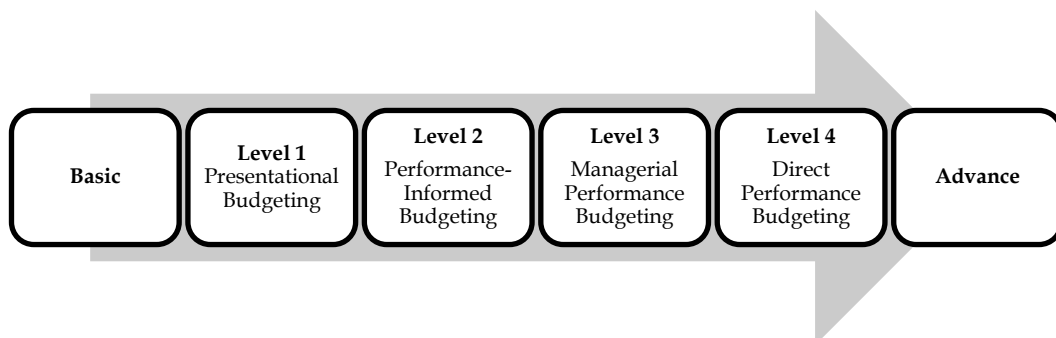 Basic
Level 1
Presentational
Budgeting
Level 2
Performance-
Informed
Budgeting
Level 3
Managerial
Performance
Budgeting
Level 4
Direct
Performance
Budgeting
Advance